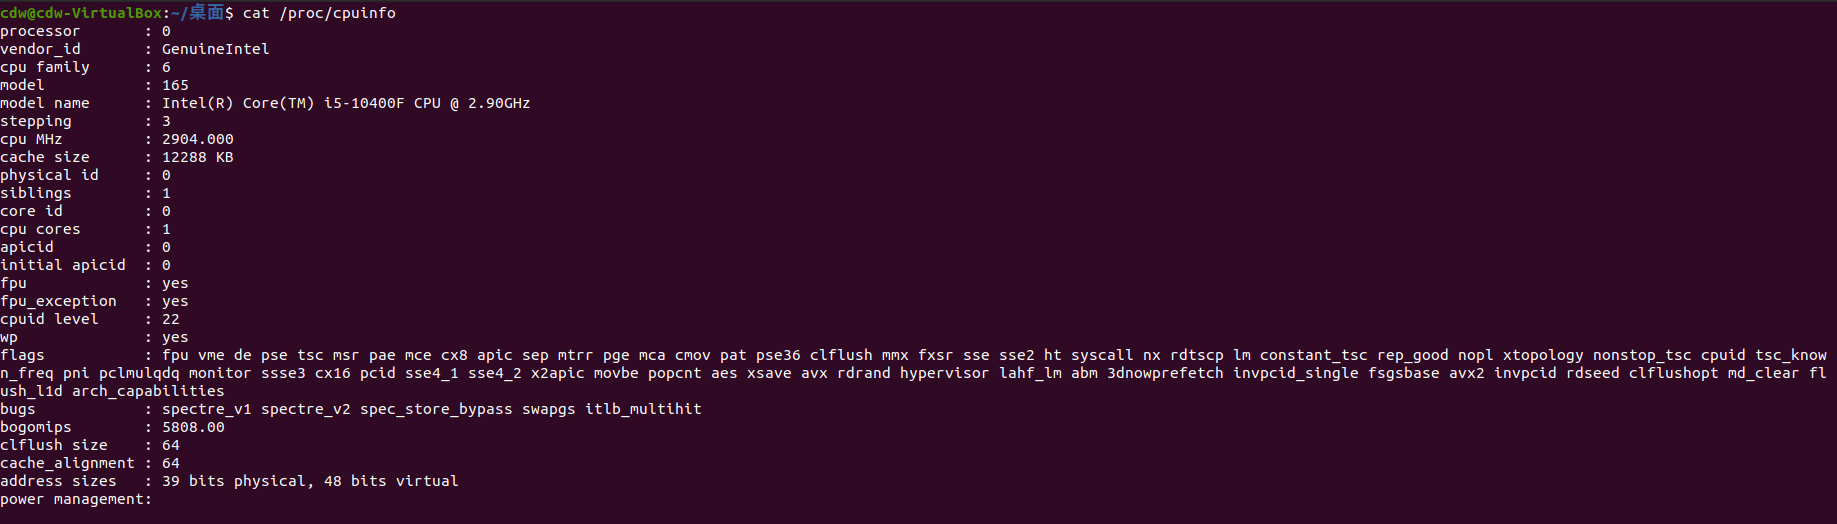 cdw@cdw-VirtualBox:~/桌面$ cat /proc/cpuinfo
processor : 0
vendor_id : GenuineIntel
cpu family : 6
model : 165
model name : Intel(R) Core(TM) i5-10400F CPU @ 2.90GHz
stepping : 3
cpu MHz : 2904.000
cache size : 12288 KB
physical id : 0
siblings : 1
core id : 0
cpu cores : 1
apicid : 0
initial apicid : 0
fpu : yes
fpu_exception : yes
cpuid level : 22
wp : yes
flags : fpu vme de pse tsc msr pae mce cx8 apic sep mtrr pge mca cmov pat pse36 clflush mmx fxsr sse sse2 ht syscall nx rdtscp lm constant_tsc rep_good nopl xtopology nonstop_tsc cpuid tsc_know
n_freq pni pclmulqdq monitor ssse3 cx16 pcid sse4_1 sse4_2 x2apic movbe popcnt aes xsave avx rdrand hypervisor lahf_lm abm 3dnowprefetch invpcid_single fsgsbase avx2 invpcid rdseed clflushopt md_clear fl
ush_l1d arch_capabilities
bugs : spectre_v1 spectre_v2 spec_store_bypass swapgs itlb_multihit
bogomips : 5808.00
clflush size : 64
cache_alignment : 64
address sizes : 39 bits physical, 48 bits virtual
power management: